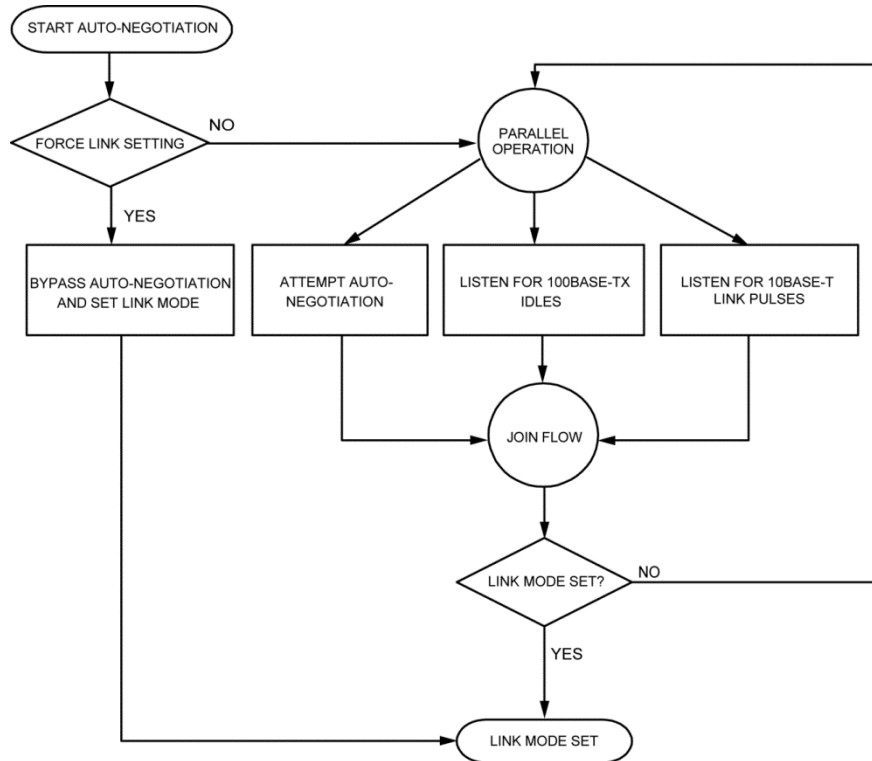 START AUTO-NEGOTIATION
FORCE LINK SETTING
NO
PARALLEL
OPERATION
YES
BYPASS AUTO-NEGOTIATION
AND SET LINK MODE
ATTEMPT AUTO-
NEGOTIATION
LISTEN FOR 100BASE-TX
IDLES
LISTEN FOR 10BASE-T
LINK PULSES
JOIN FLOW
LINK MODE SET?
NO
YES
LINK MODE SET